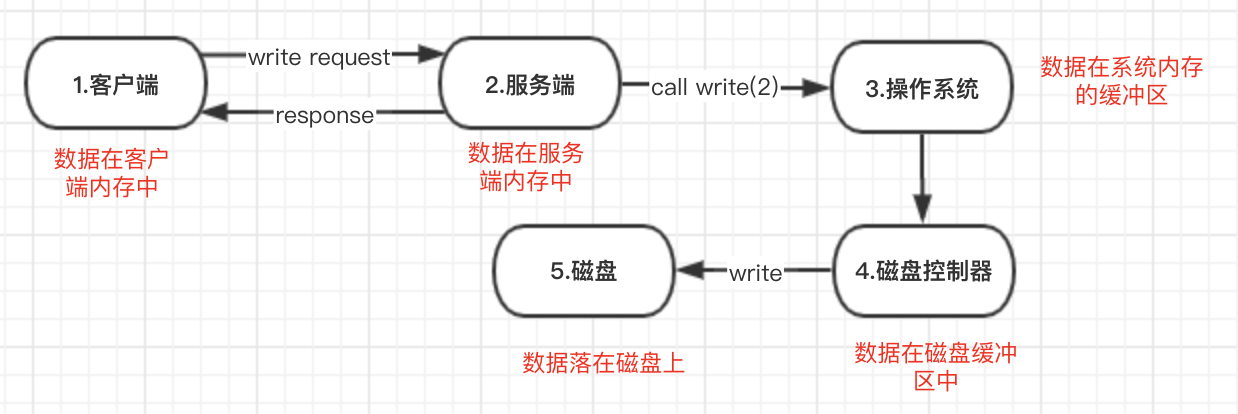 1.客户端
write request
response
2.服务端
call write(2)
3.操作系统
数据在系统内存
的缓冲区
数据在客户
端内存中
数据在服务
端内存中
5.磁盘
write
4.磁盘控制器
数据落在磁盘上
数据在磁盘缓冲
区中